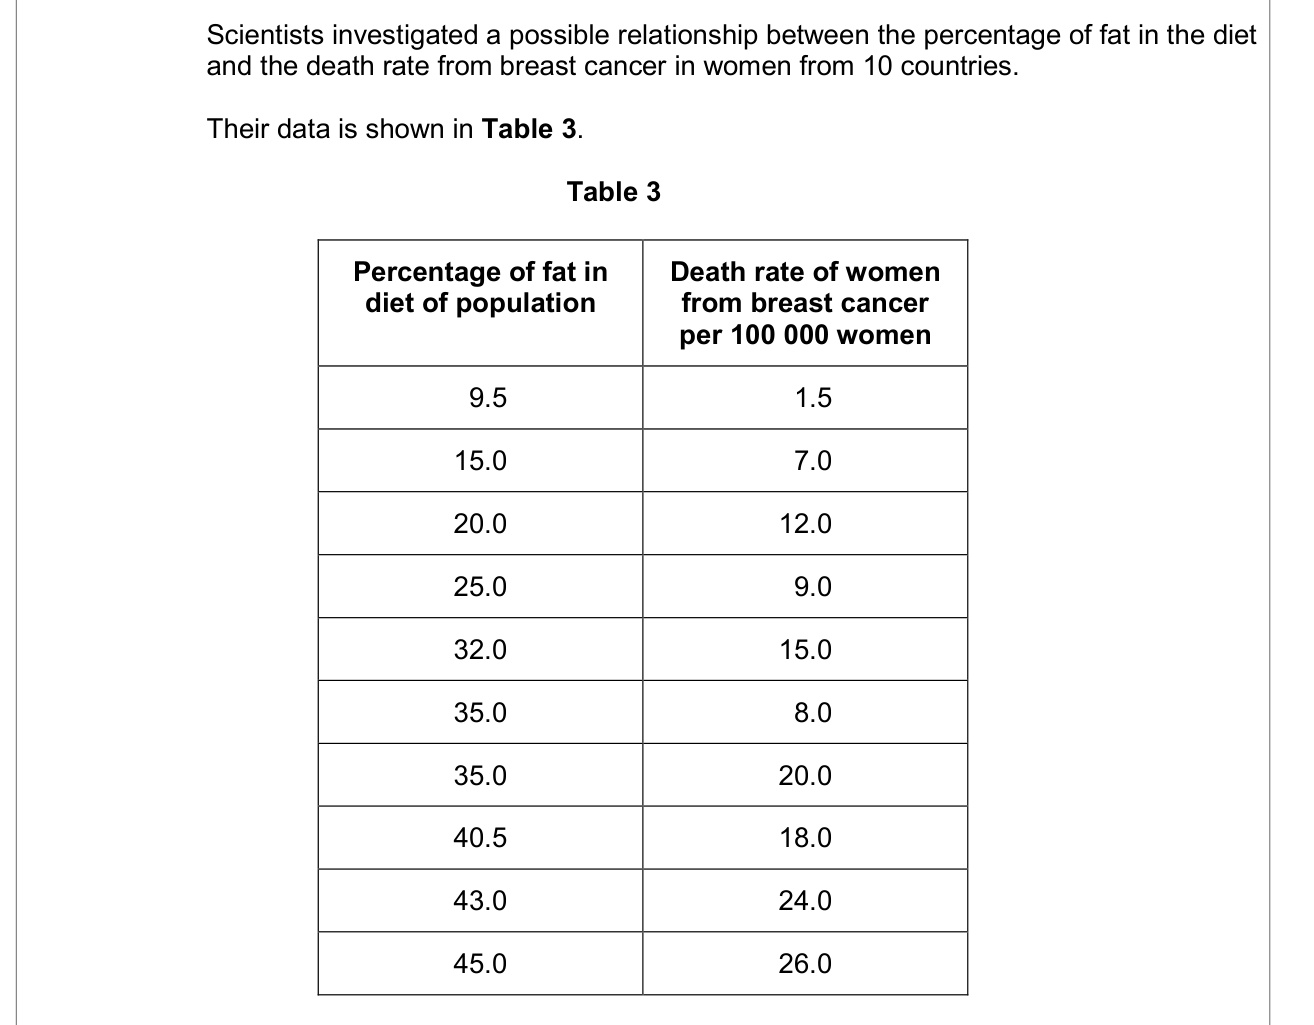 Scientists investigated a possible relationship between the percentage of fat in the diet
and the death rate from breast cancer in women from 10 countries.
Their data is shown in Table 3.
Table 3
Percentage of fat in
diet of population
Death rate of women
from breast cancer
per 100 000 women
9.5 1.5
15.0 7.0
20.0 12.0
25.0 9.0
32.0 15.0
35.0 8.0
35.0 20.0
40.5 18.0
43.0 24.0
45.0 26.0